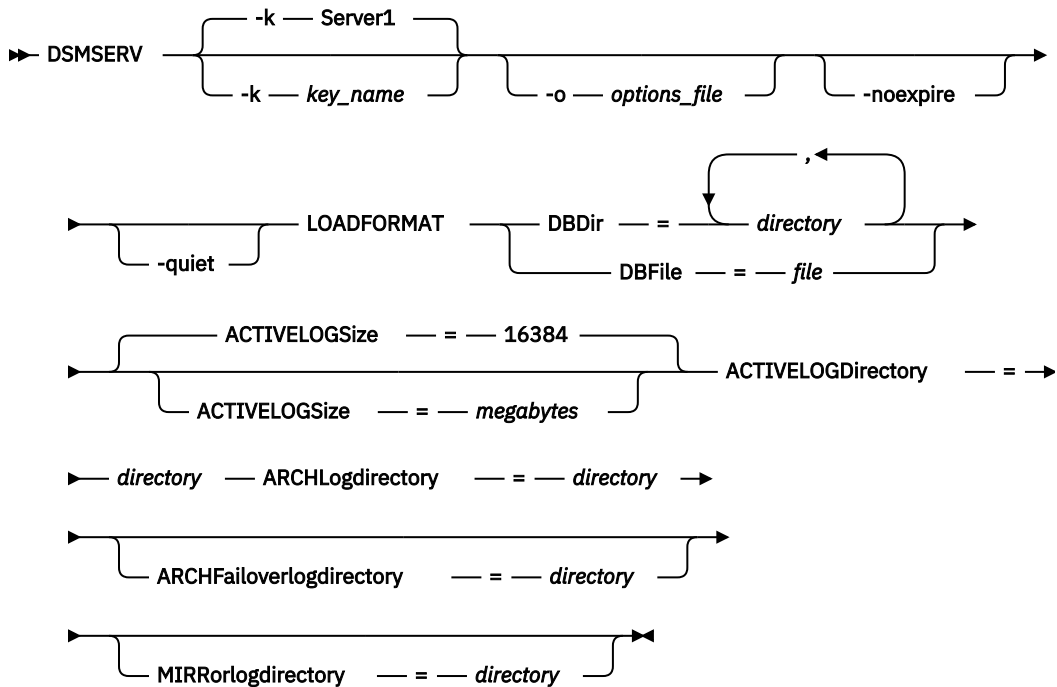 -k Server1
DSMSERV
-k key_name
-o options_file
-noexpire
,
LOADFORMAT DBDir = directory
-quiet
DBFile = file
ACTIVELOGSize = 16384
ACTIVELOGDirectory =
ACTIVELOGSize = megabytes
directory ARCHLogdirectory = directory
ARCHFailoverlogdirectory = directory
MIRRorlogdirectory = directory